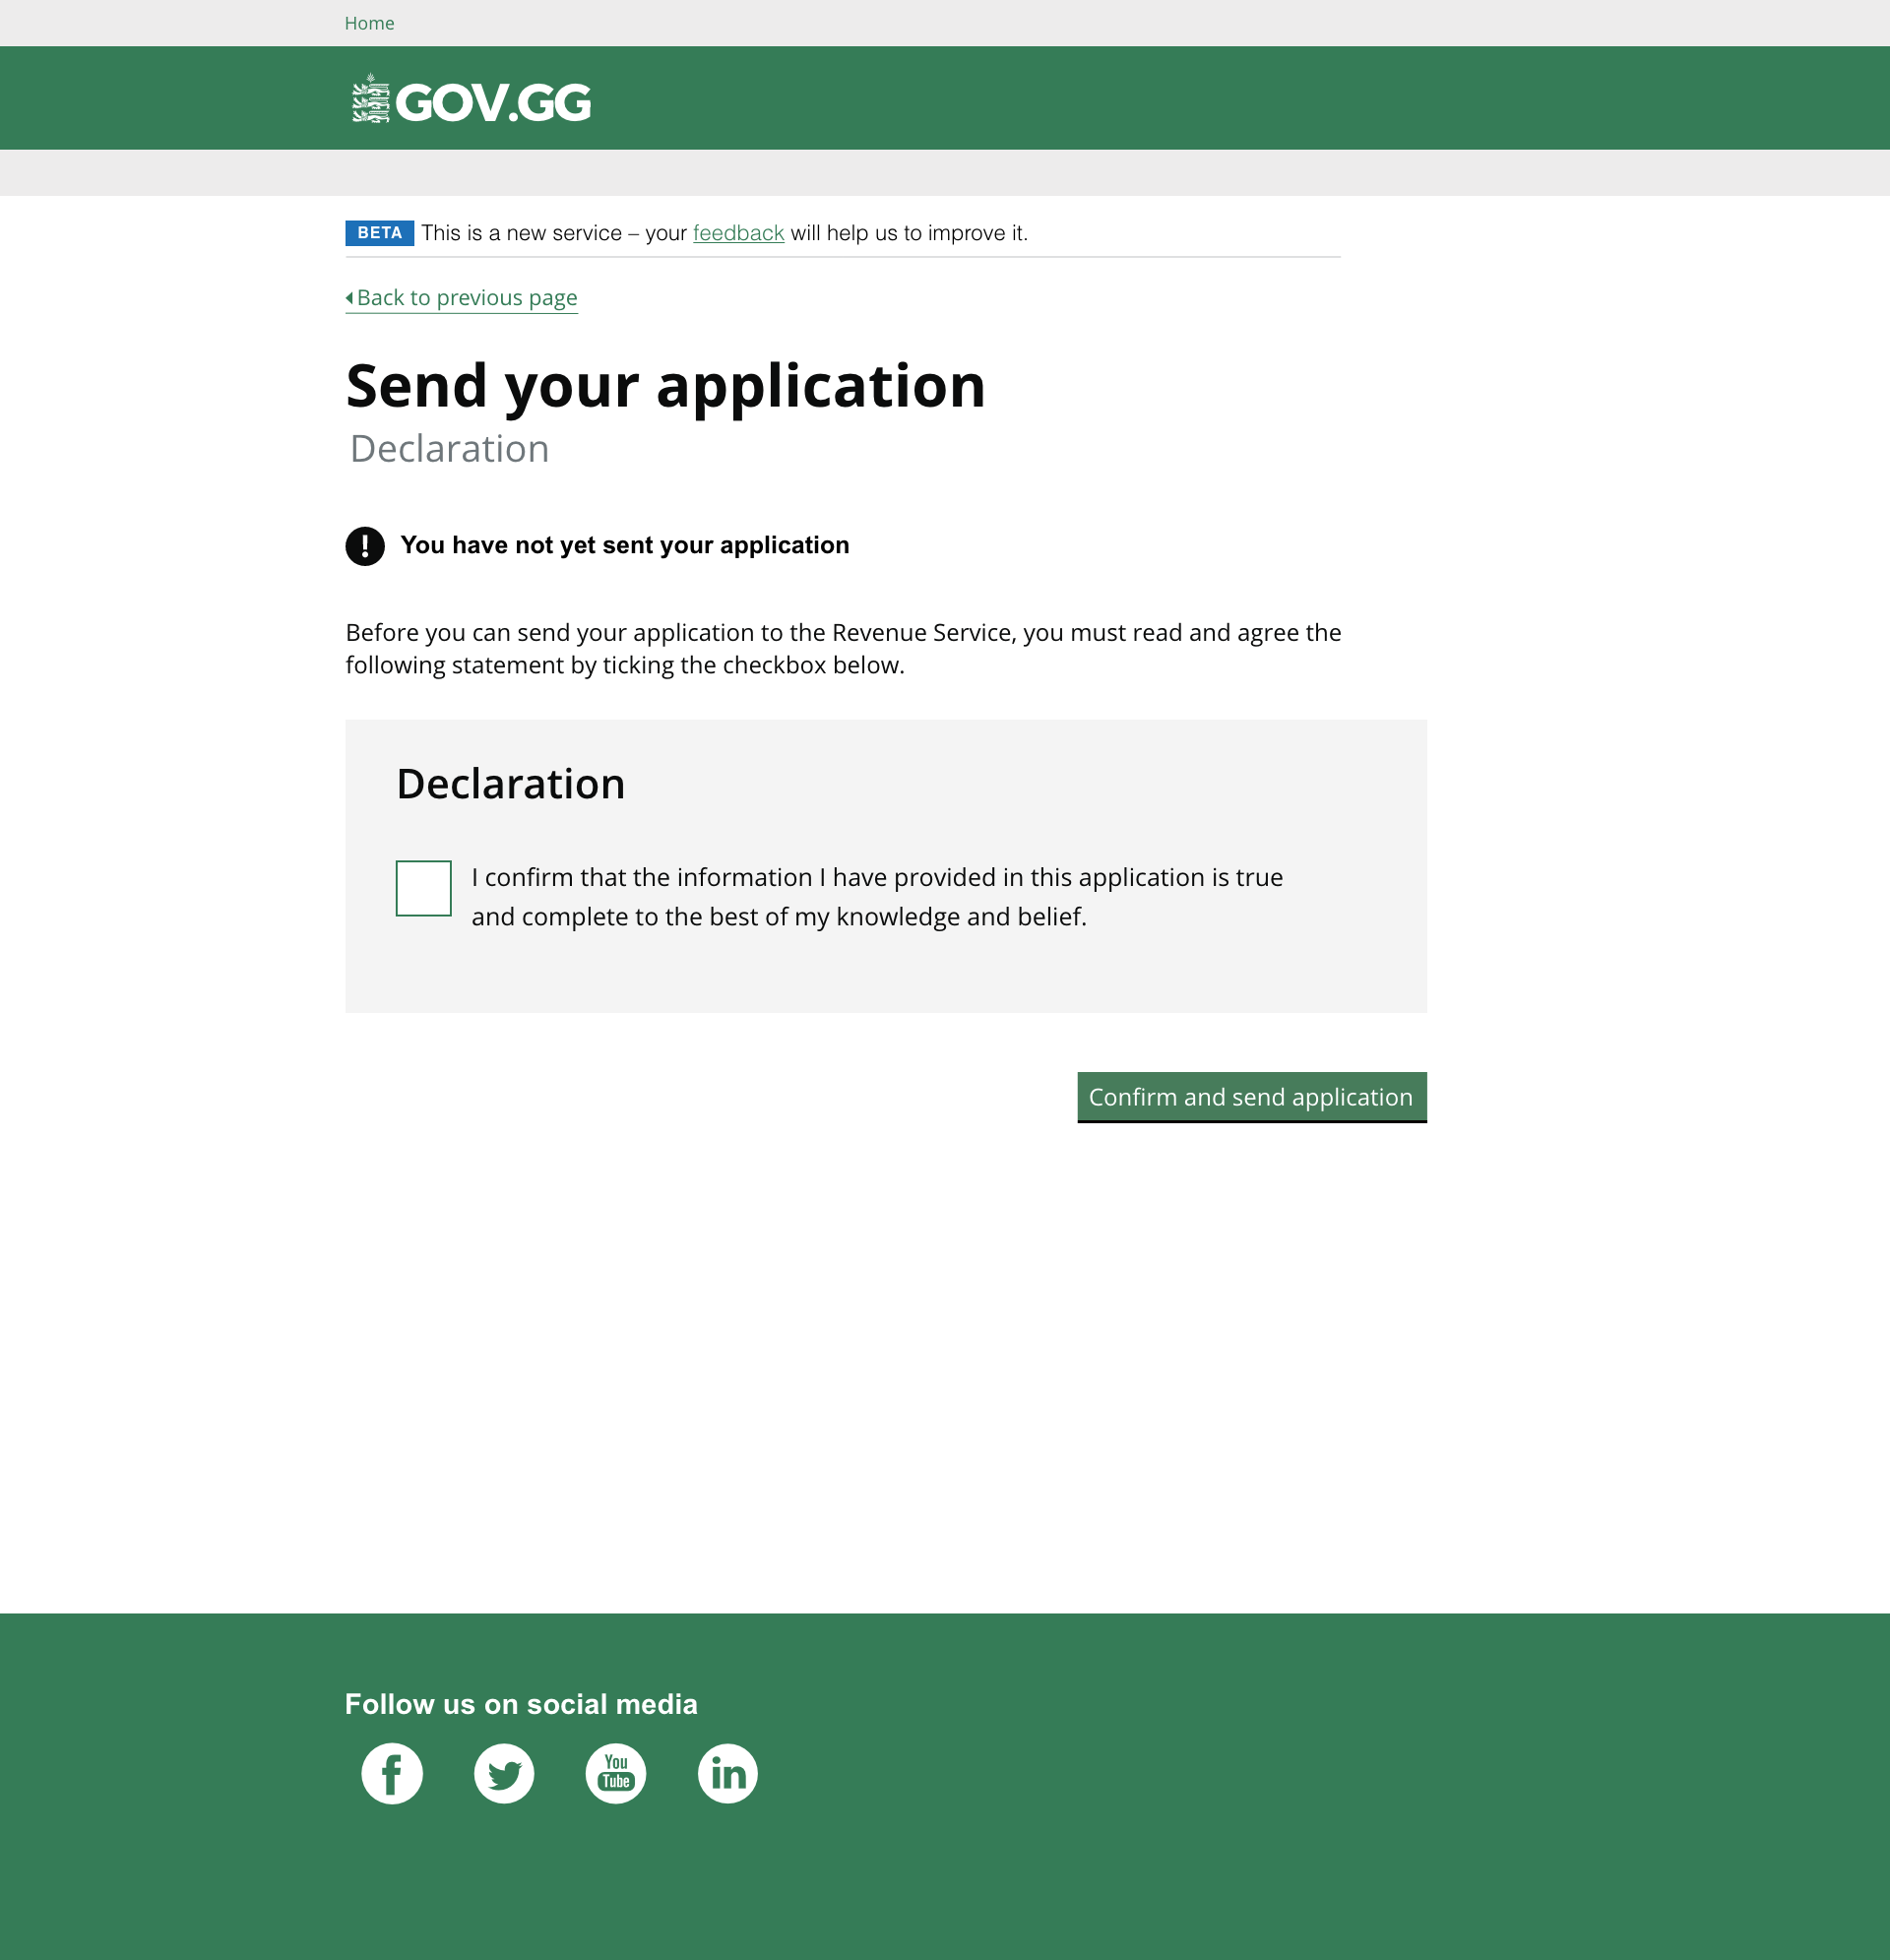 Home
GOV.GG
BETA This is a new service – your feedback will help us to improve it.
Back to previous page
Send your application
Declaration
! You have not yet sent your application
Before you can send your application to the Revenue Service, you must read and agree the
following statement by ticking the checkbox below.
Declaration
I confirm that the information I have provided in this application is true
and complete to the best of my knowledge and belief.
Confirm and send application
Follow us on social media
f You Tube in